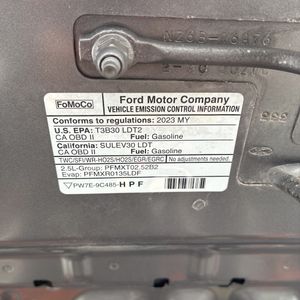 FoMoCo
Ford Motor Company
VEHICLE EMISSION CONTROL INFORMATION
Conforms to regulations: 2023 MY
U.S. EPA: T3B30 LDT2
CA OBD II Fuel: Gasoline
California: SULEV30 LDT
CA OBD II Fuel: Gasoline
TWC/SFI/WR-HO2S/HO2S/EGR/EGRC No adjustments needed.
2.5L-Group: PFMXT02.52B2
Evap: PFMXR0135LDF
PW7E-9C485-HPF